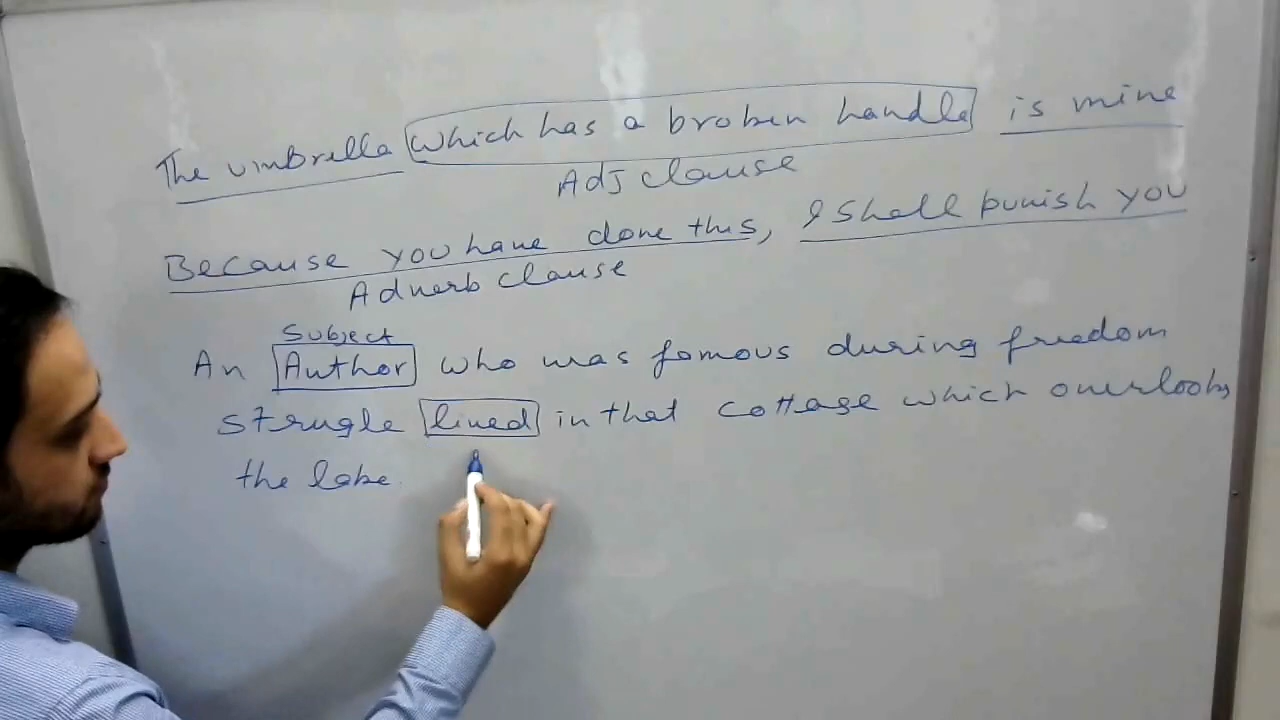 The umbrella which has a broken handle is mine
Adj clause
Because you have done this, I shall punish you
Adverb clause
Subject
An Author who was famous during freedom
strugle lived in that cottage which overlooks
the lake.